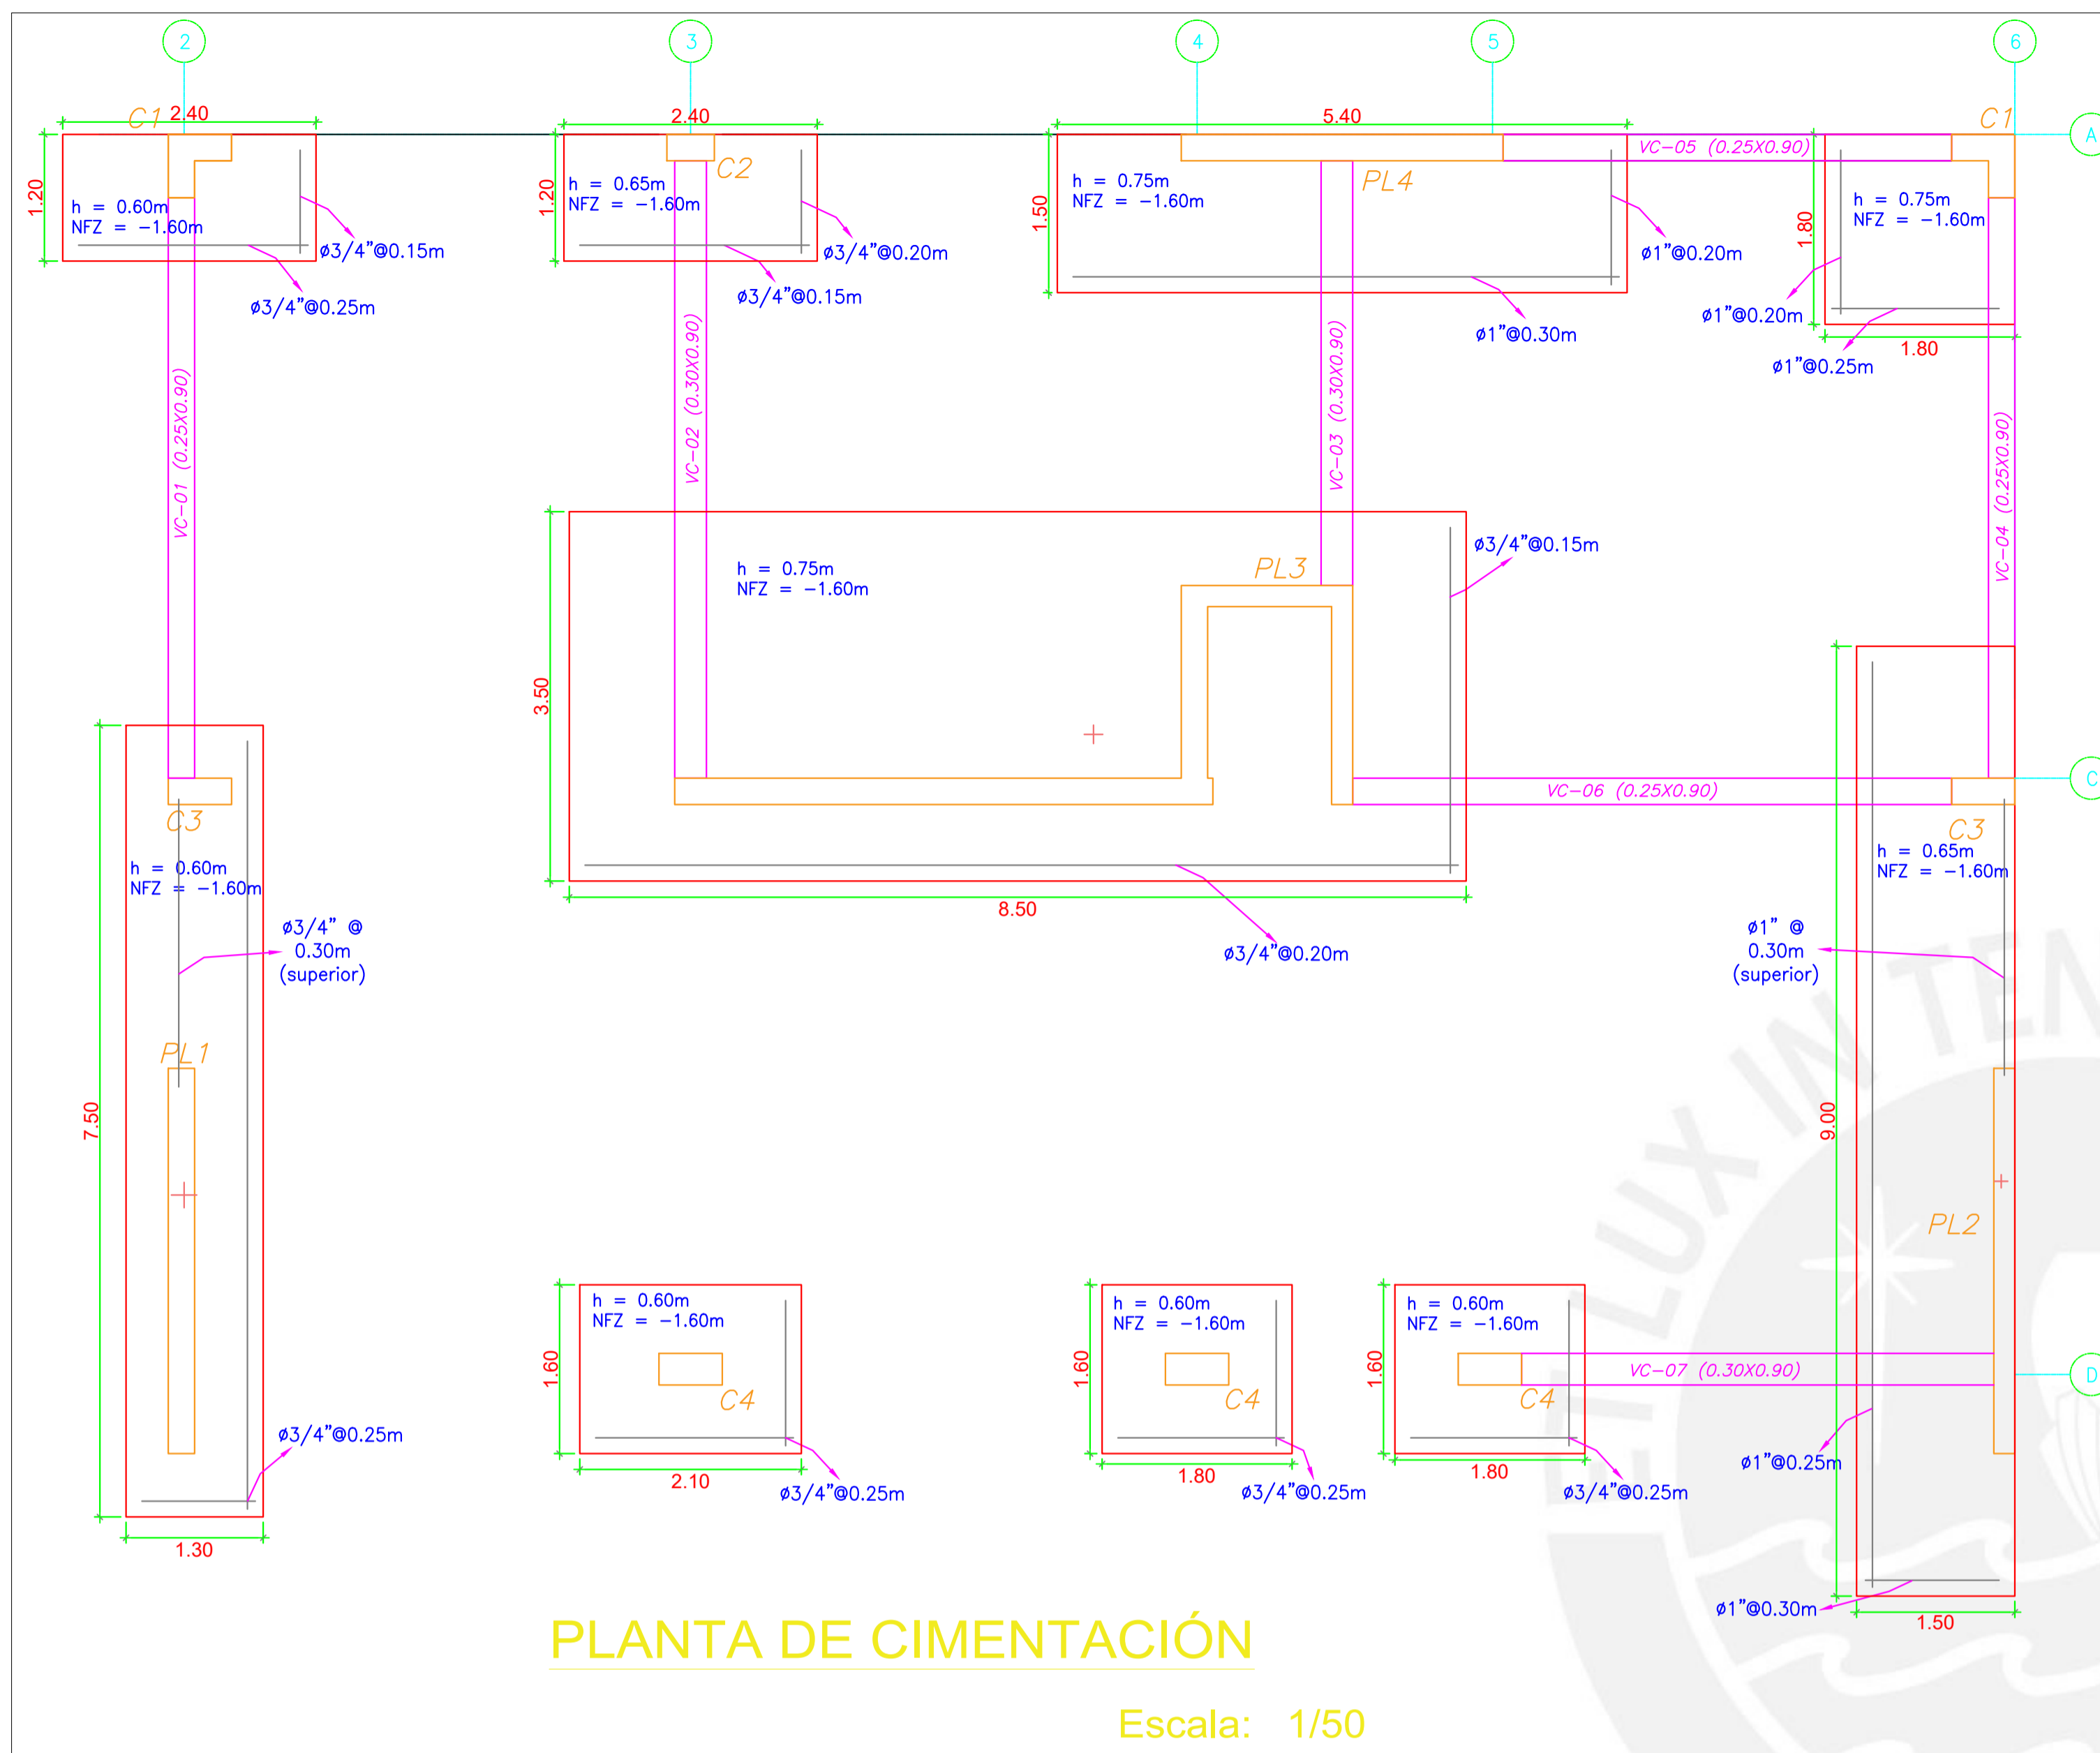 2
3
4
5
6
C1
2.40
2.40
5.40
C1
A
1.20
h = 0.60m
NFZ = -1.60m
ø3/4"@0.15m
ø3/4"@0.25m
1.20
C2
h = 0.65m
NFZ = -1.60m
ø3/4"@0.20m
ø3/4"@0.15m
1.50
h = 0.75m
NFZ = -1.60m
PL4
ø1"@0.20m
ø1"@0.30m
VC-05 (0.25X0.90)
1.80
h = 0.75m
NFZ = -1.60m
ø1"@0.20m
1.80
ø1"@0.25m
VC-01 (0.25X0.90)
VC-02 (0.30X0.90)
VC-03 (0.30X0.90)
VC-04 (0.25X0.90)
3.50
h = 0.75m
NFZ = -1.60m
PL3
ø3/4"@0.15m
VC-06 (0.25X0.90)
C
8.50
ø3/4"@0.20m
C3
h = 0.60m
NFZ = -1.60m
ø3/4" @
0.30m
(superior)
PL1
7.50
ø3/4"@0.25m
1.30
C3
h = 0.65m
NFZ = -1.60m
ø1" @
0.30m
(superior)
9.00
PL2
h = 0.60m
NFZ = -1.60m
1.60
C4
2.10
ø3/4"@0.25m
h = 0.60m
NFZ = -1.60m
1.60
C4
1.80
ø3/4"@0.25m
h = 0.60m
NFZ = -1.60m
1.60
C4
1.80
ø3/4"@0.25m
VC-07 (0.30X0.90)
D
ø1"@0.25m
ø1"@0.30m
1.50
PLANTA DE CIMENTACIÓN
Escala: 1/50
ET LUX IN